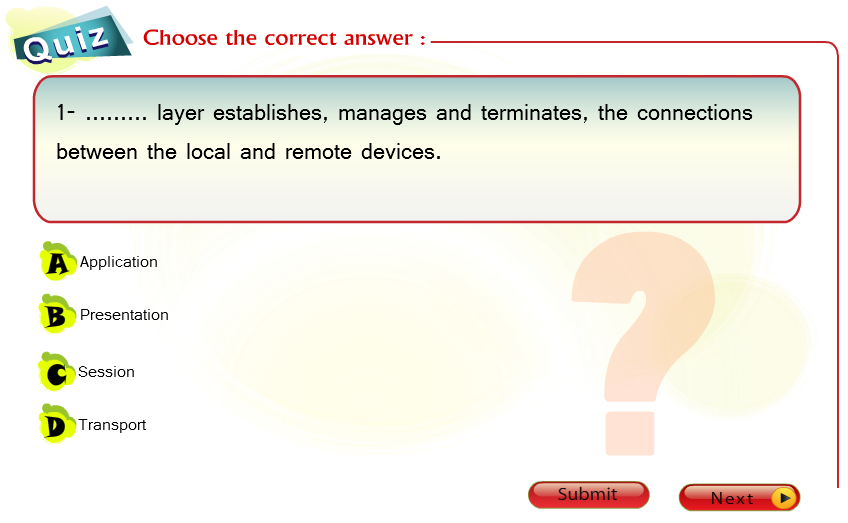 Quiz
Choose the correct answer :
1- ......... layer establishes, manages and terminates, the connections
between the local and remote devices.
A Application
B Presentation
C Session
D Transport
Submit
Next